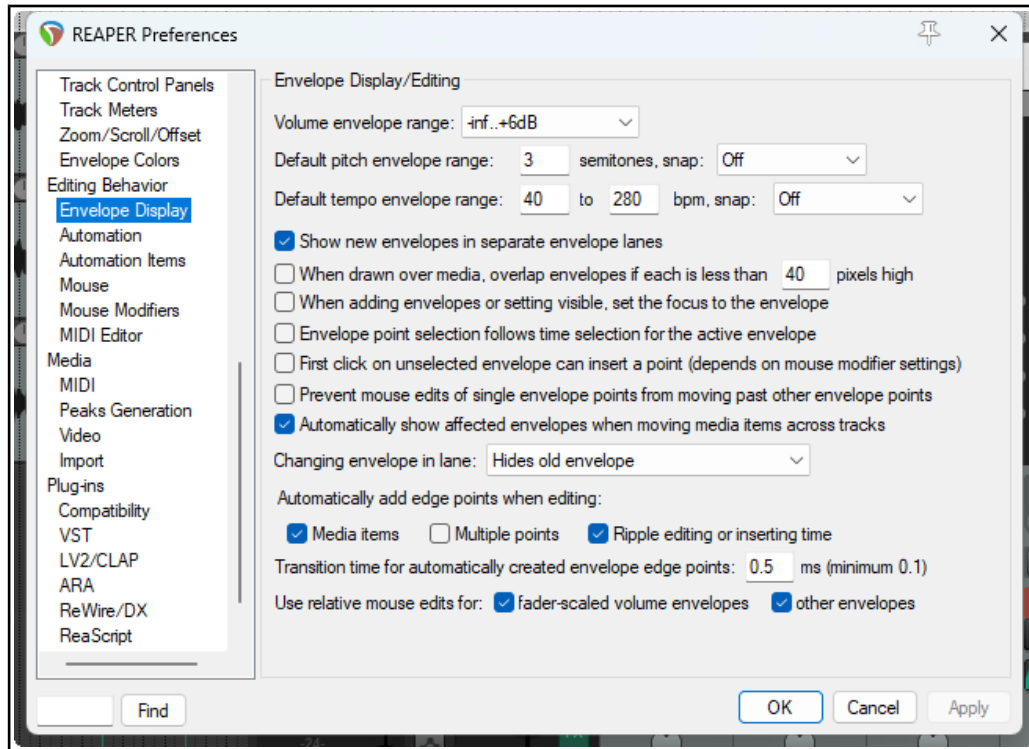 REAPER Preferences
Track Control Panels
Track Meters
Zoom/Scroll/Offset
Envelope Colors
Editing Behavior
Envelope Display
Automation
Automation Items
Mouse
Mouse Modifiers
MIDI Editor
Media
MIDI
Peaks Generation
Video
Import
Plug-ins
Compatibility
VST
LV2/CLAP
ARA
ReWire/DX
ReaScript
Find
Envelope Display/Editing
Volume envelope range: -inf..+6dB
Default pitch envelope range: 3 semitones, snap: Off
Default tempo envelope range: 40 to 280 bpm, snap: Off
Show new envelopes in separate envelope lanes
When drawn over media, overlap envelopes if each is less than 40 pixels high
When adding envelopes or setting visible, set the focus to the envelope
Envelope point selection follows time selection for the active envelope
First click on unselected envelope can insert a point (depends on mouse modifier settings)
Prevent mouse edits of single envelope points from moving past other envelope points
Automatically show affected envelopes when moving media items across tracks
Changing envelope in lane: Hides old envelope
Automatically add edge points when editing:
Media items Multiple points Ripple editing or inserting time
Transition time for automatically created envelope edge points: 0.5 ms (minimum 0.1)
Use relative mouse edits for: fader-scaled volume envelopes other envelopes
OK Cancel Apply